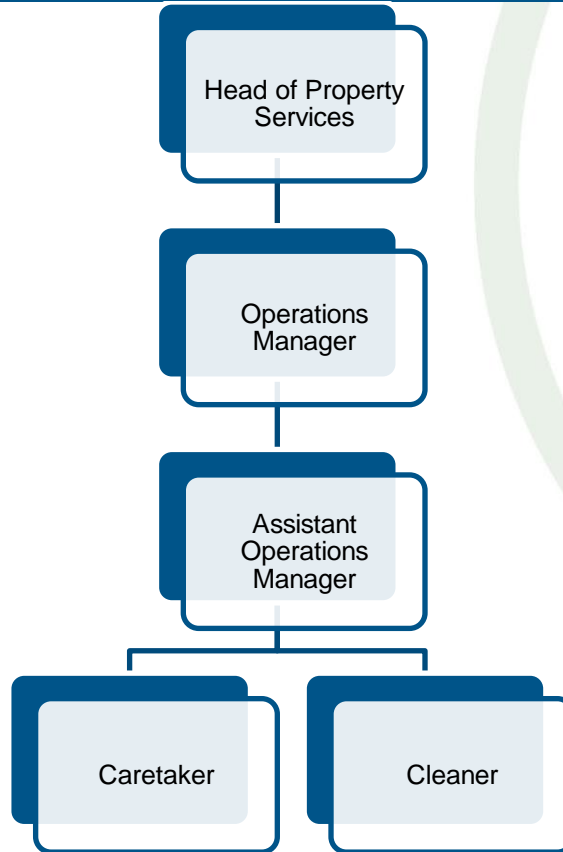 Head of Property
Services
Operations
Manager
Assistant
Operations
Manager
Caretaker
Cleaner